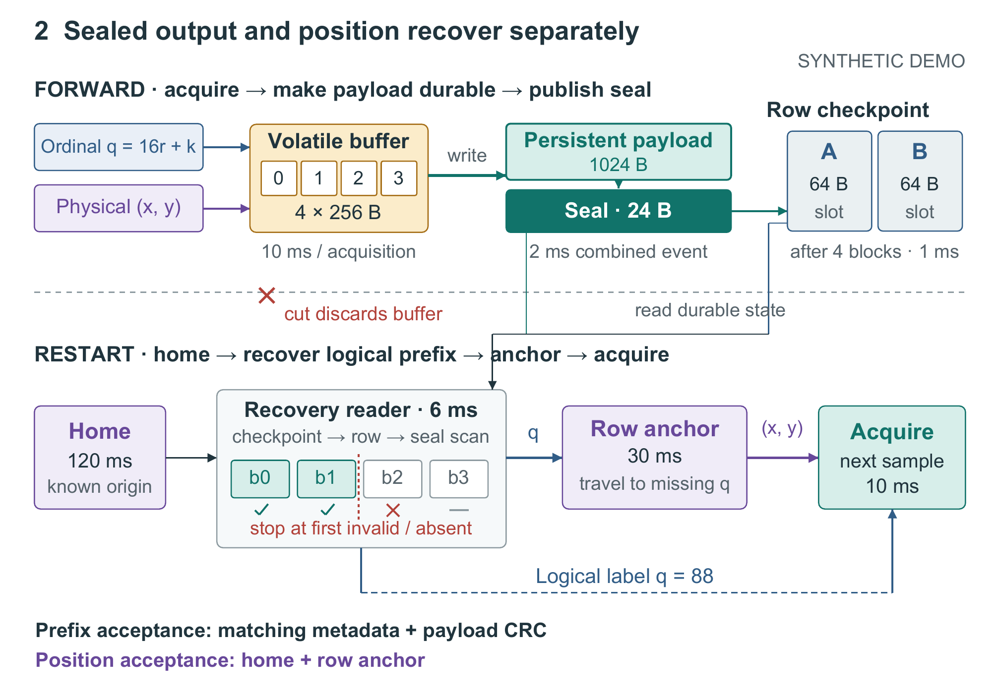 2 Sealed output and position recover separately
SYNTHETIC DEMO
FORWARD · acquire → make payload durable → publish seal
Row checkpoint
Ordinal q = 16r + k
Physical (x, y)
Volatile buffer
0 1 2 3
4 × 256 B
10 ms / acquisition
write
Persistent payload
1024 B
Seal · 24 B
2 ms combined event
A
64 B
slot
B
64 B
slot
after 4 blocks · 1 ms
cut discards buffer
read durable state
RESTART · home → recover logical prefix → anchor → acquire
Home
120 ms
known origin
Recovery reader · 6 ms
checkpoint → row → seal scan
b0 b1 b2 b3
stop at first invalid / absent
q
Row anchor
30 ms
travel to missing q
(x, y)
Acquire
next sample
10 ms
Logical label q = 88
Prefix acceptance: matching metadata + payload CRC
Position acceptance: home + row anchor